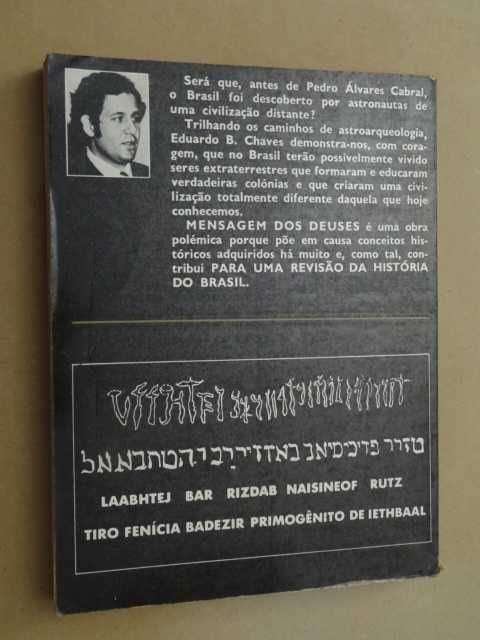 Será que, antes de Pedro Álvares Cabral,
o Brasil foi descoberto por astronautas de
uma civilização distante?
Trilhando os caminhos de astroarqueologia,
Eduardo B. Chaves demonstra-nos, com cora-
gem, que no Brasil terão possivelmente vivido
seres extraterrestres que formaram e educaram
verdadeiras colónias e que criaram uma civi-
lização totalmente diferente daquela que hoje
conhecemos.
MENSAGEM DOS DEUSES é uma obra
polémica porque põe em causa conceitos his-
tóricos adquiridos há muito e, como tal, con-
tribui PARA UMA REVISÃO DA HISTÓRIA
DO BRASIL.
LAABHTEJ BAR RIZDAB NAISINEOF RUTZ
TIRO FENÍCIA BADEZIR PRIMOGÊNITO DE IETHBAAL